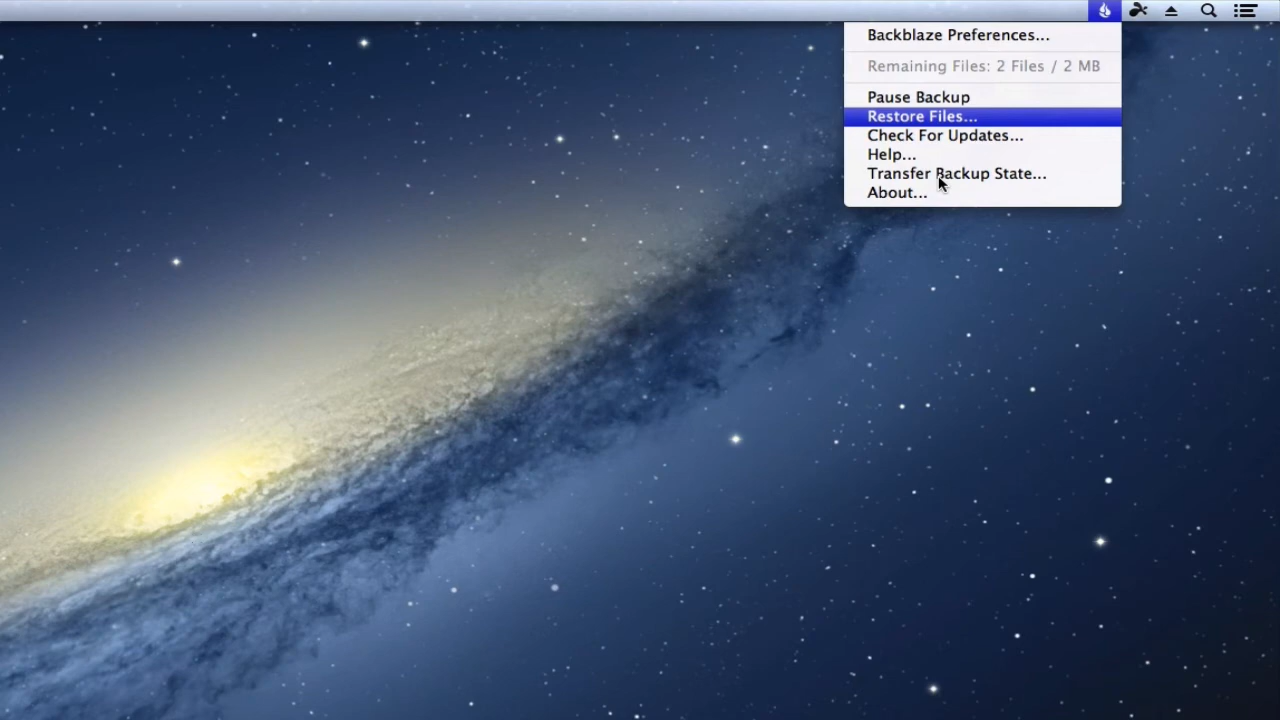 Backblaze Preferences...
Remaining Files: 2 Files / 2 MB
Pause Backup
Restore Files...
Check For Updates...
Help...
Transfer Backup State...
About...